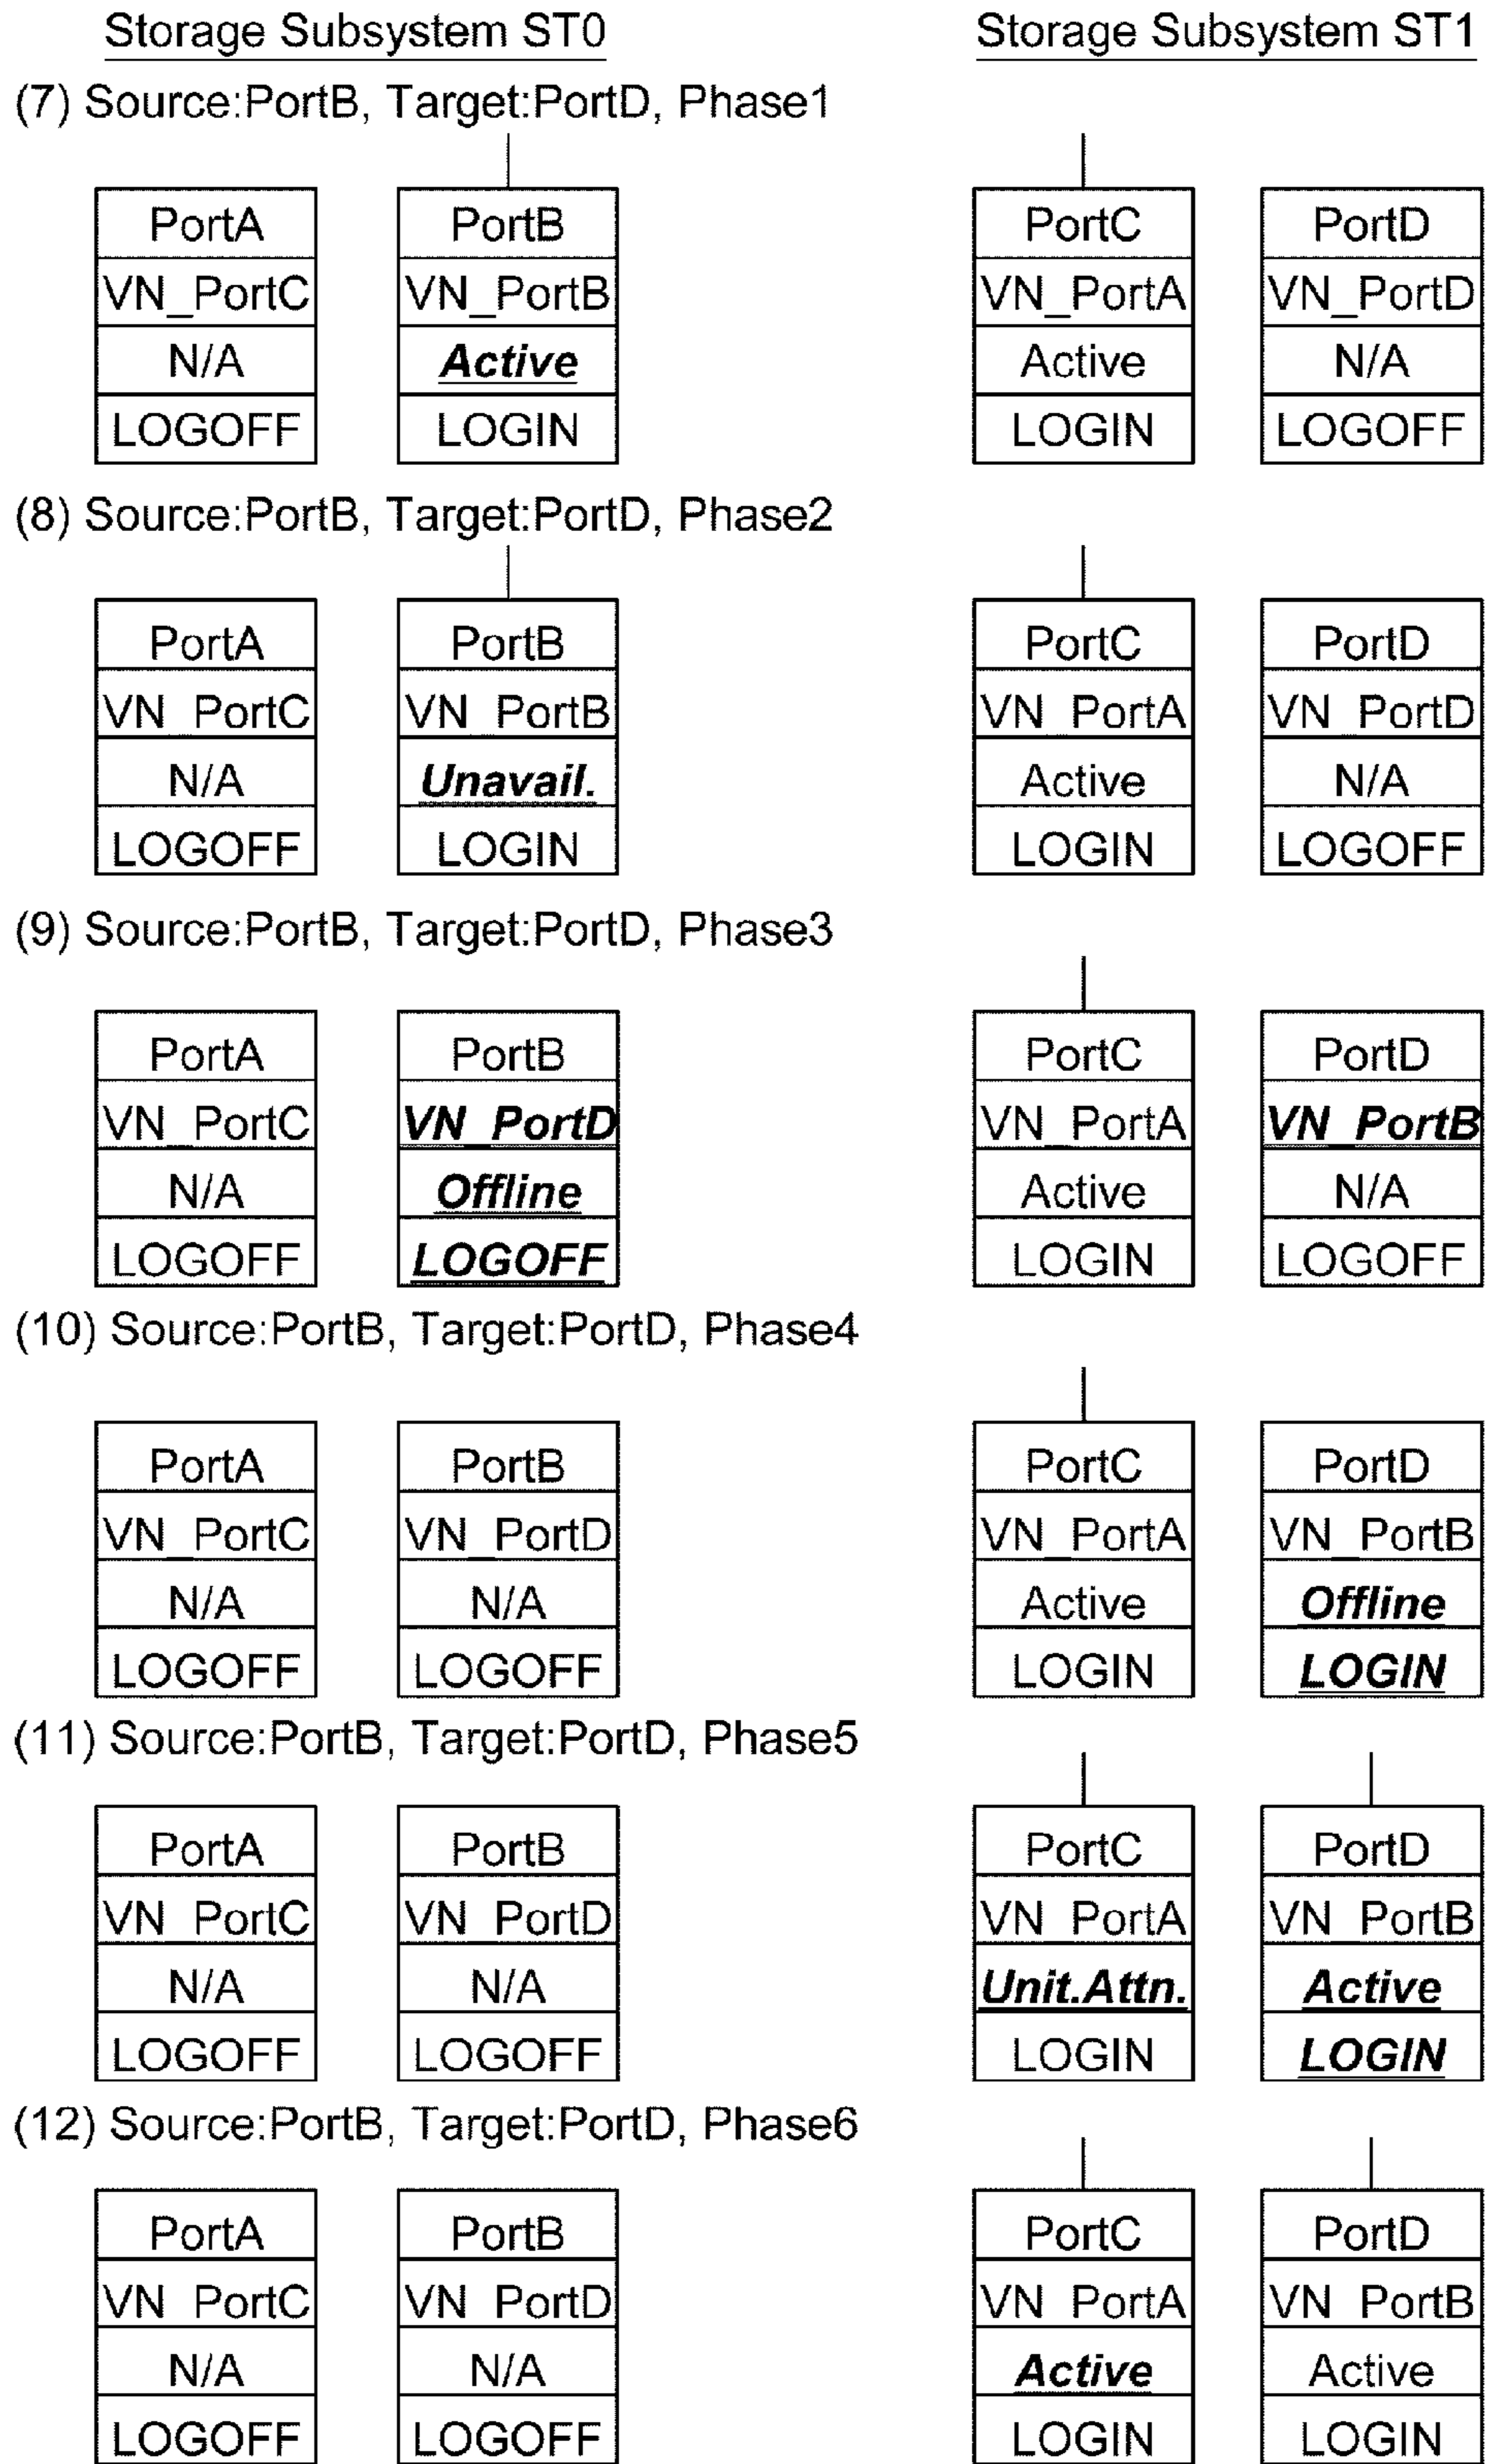 Storage Subsystem ST0 Storage Subsystem ST1
(7) Source:PortB, Target:PortD, Phase1
PortA PortB PortC PortD
VN_PortC VN_PortB VN_PortA VN_PortD
N/A Active Active N/A
LOGOFF LOGIN LOGIN LOGOFF
(8) Source:PortB, Target:PortD, Phase2
PortA PortB PortC PortD
VN_PortC VN_PortB VN_PortA VN_PortD
N/A Unavail. Active N/A
LOGOFF LOGIN LOGIN LOGOFF
(9) Source:PortB, Target:PortD, Phase3
PortA PortB PortC PortD
VN_PortC VN_PortD VN_PortA VN_PortB
N/A Offline Active N/A
LOGOFF LOGOFF LOGIN LOGOFF
(10) Source:PortB, Target:PortD, Phase4
PortA PortB PortC PortD
VN_PortC VN_PortD VN_PortA VN_PortB
N/A N/A Active Offline
LOGOFF LOGOFF LOGIN LOGIN
(11) Source:PortB, Target:PortD, Phase5
PortA PortB PortC PortD
VN_PortC VN_PortD VN_PortA VN_PortB
N/A N/A Unit.Attn. Active
LOGOFF LOGOFF LOGIN LOGIN
(12) Source:PortB, Target:PortD, Phase6
PortA PortB PortC PortD
VN_PortC VN_PortD VN_PortA VN_PortB
N/A N/A Active Active
LOGOFF LOGOFF LOGIN LOGIN